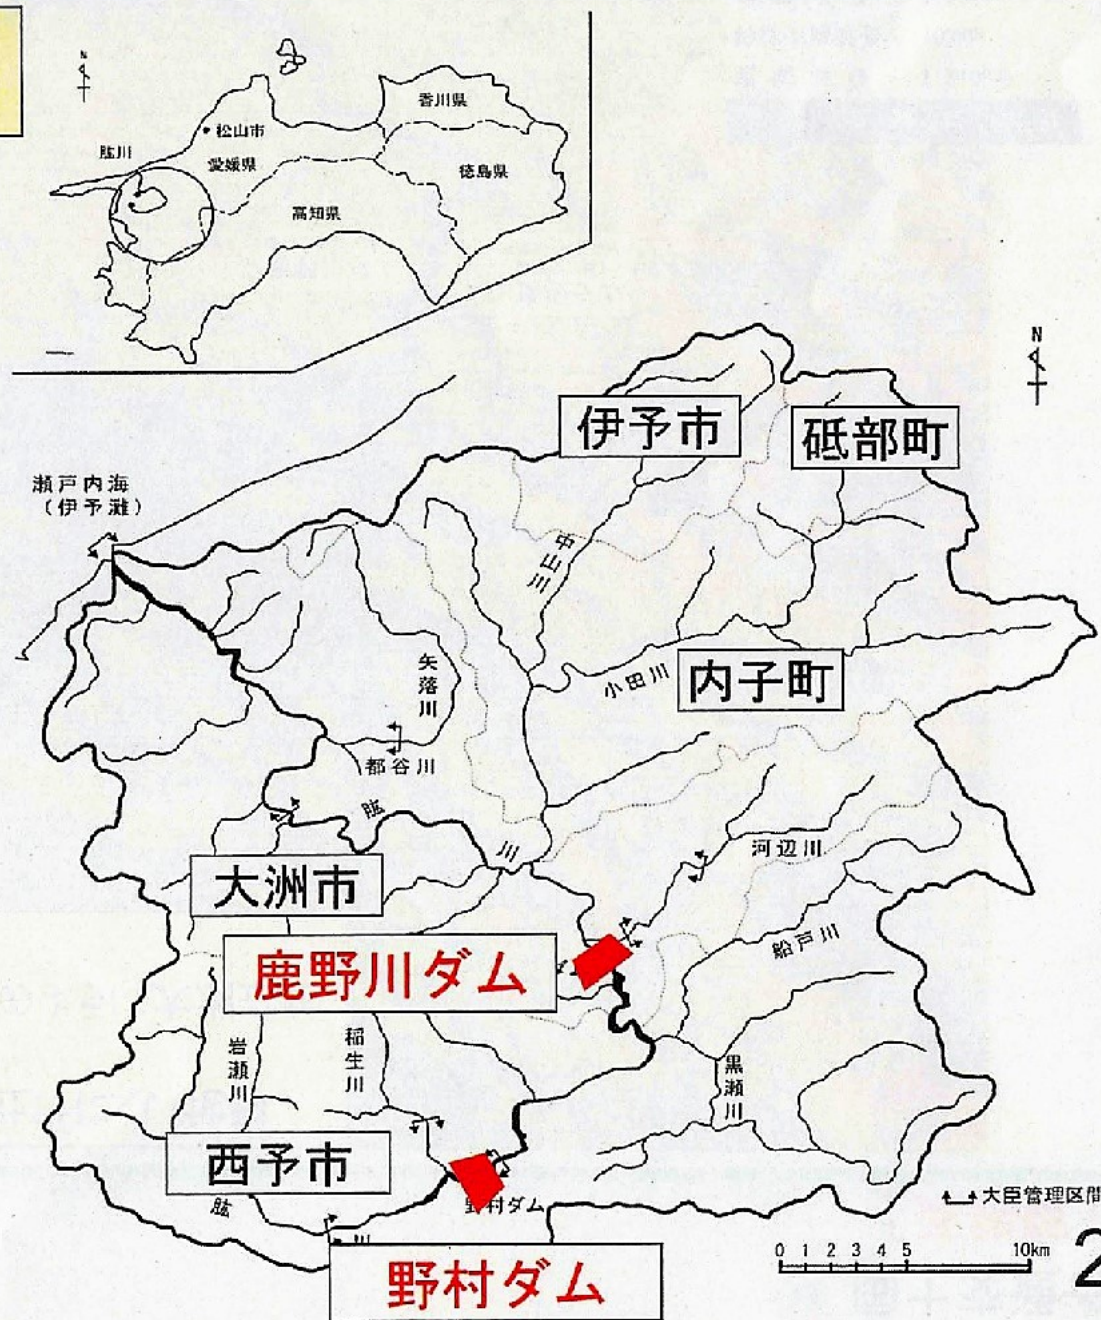 N
香川県
松山市
肱川
愛媛県
徳島県
高知県
N
伊予市
砥部町
瀬戸内海
(伊予灘)
中山川
矢落川
小田川
内子町
都谷川
肱
川
河辺川
大洲市
船戸川
鹿野川ダム
岩瀬川
稲生川
黒瀬川
西予市
肱
川
野村ダム
大臣管理区間
野村ダム
0 1 2 3 4 5 10km
2